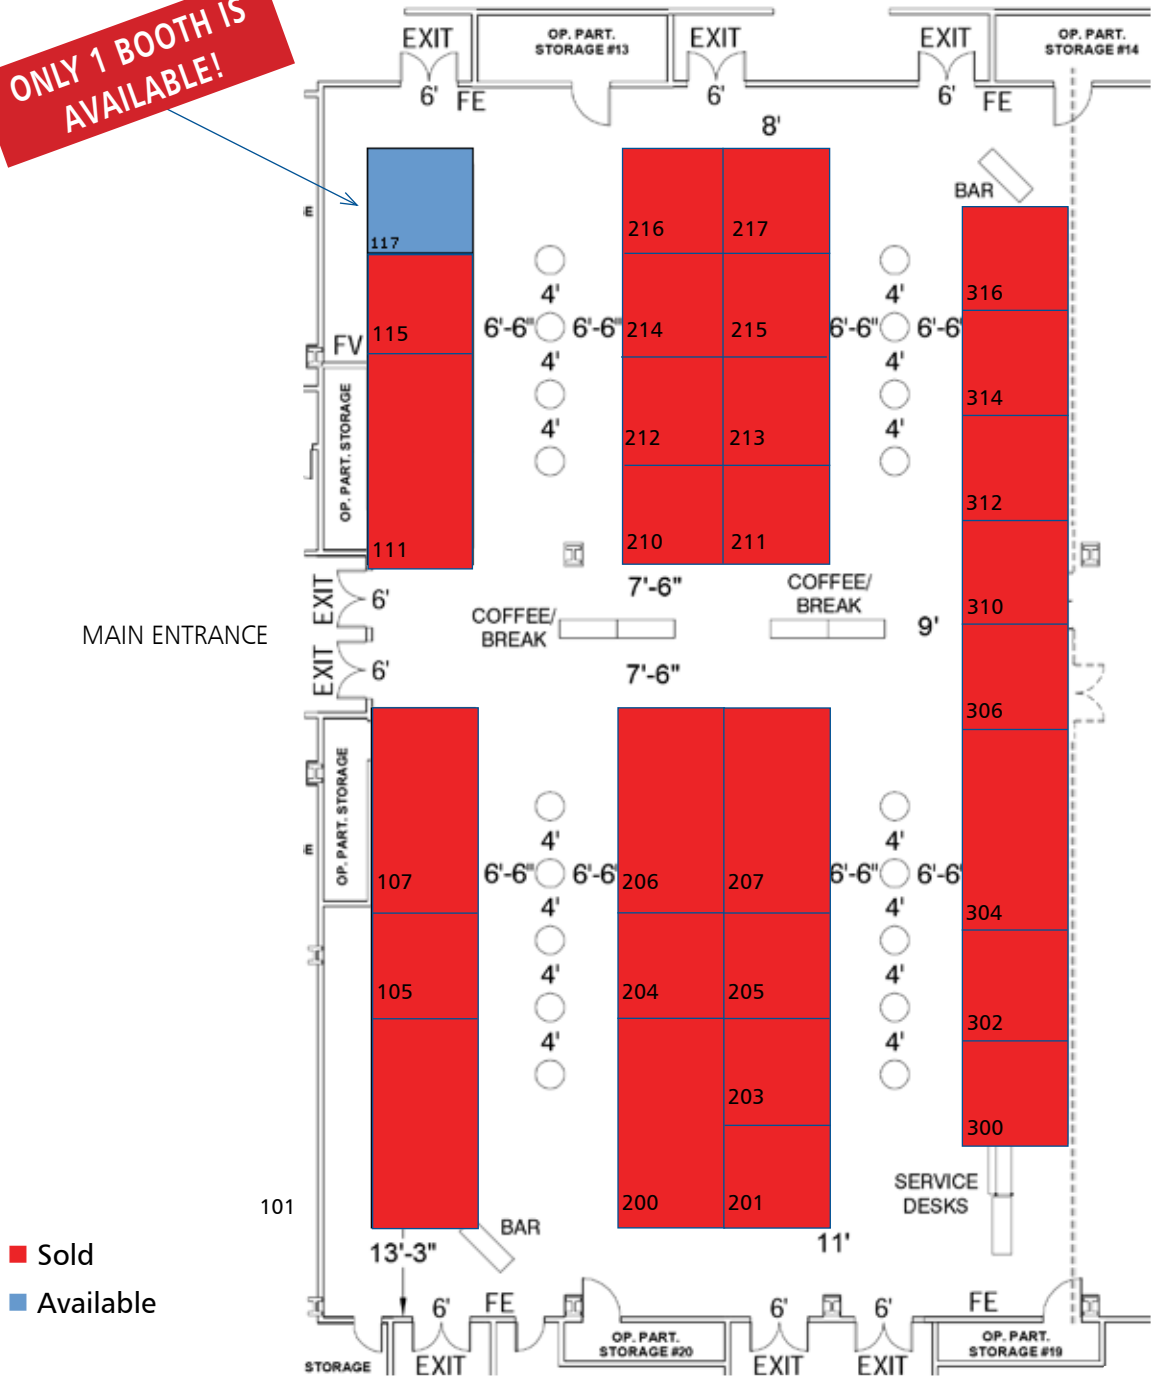 ONLY 1 BOOTH IS
AVAILABLE!
EXIT
OP. PART.
STORAGE #13
EXIT
EXIT
OP. PART.
STORAGE #14
6'
FE
6'
6'
FE
8'
BAR
E
117
216
217
316
4'
4'
115
6'-6"
6'-6"
214
215
6'-6"
6'-6'
FV
4'
4'
314
OP. PART. STORAGE
4'
212
213
4'
312
111
210
211
EXIT
6'
7'-6"
COFFEE/
BREAK
310
COFFEE/
BREAK
9'
MAIN ENTRANCE
EXIT
6'
7'-6"
306
OP. PART. STORAGE
4'
4'
E
107
6'-6"
6'-6'
206
207
6'-6"
6'-6'
4'
4'
304
4'
4'
105
204
205
302
4'
4'
203
300
101
200
201
SERVICE
DESKS
BAR
11'
13'-3"
Sold
Available
6'
FE
6'
6'
FE
STORAGE
EXIT
OP. PART.
STORAGE #20
EXIT
EXIT
OP. PART.
STORAGE #19